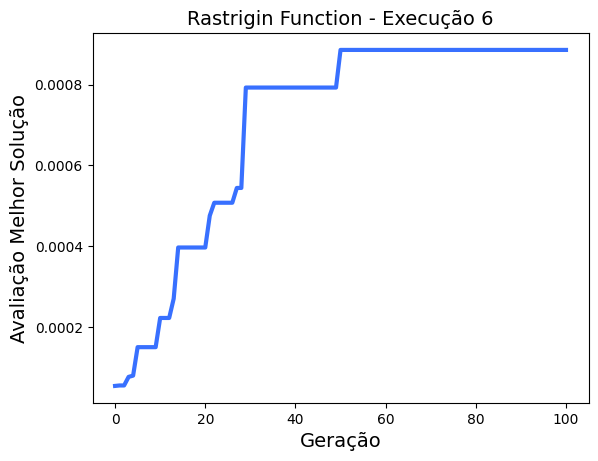 Rastrigin Function - Execução 6
Avaliação Melhor Solução
0.0008
0.0006
0.0004
0.0002
0 20 40 60 80 100
Geração